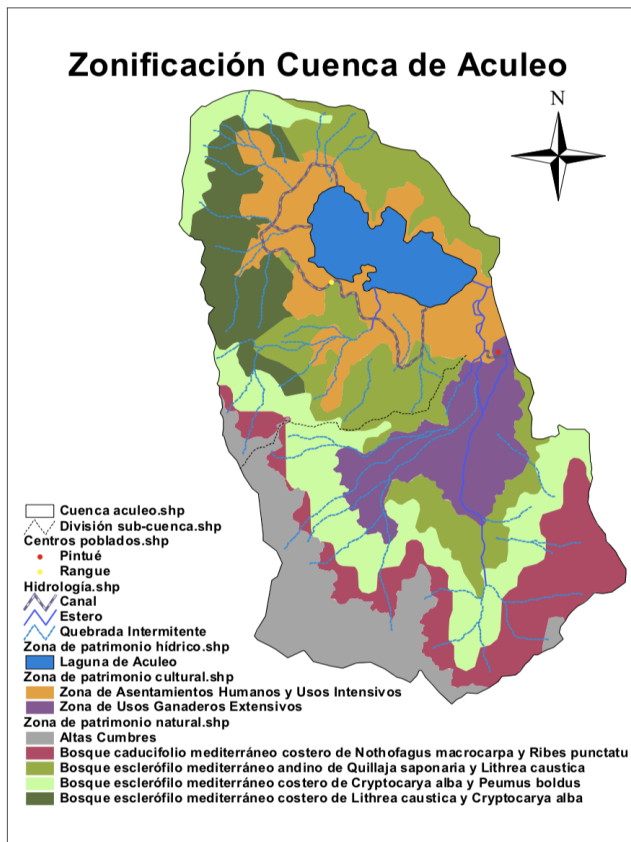 Zonificación Cuenca de Aculeo
N
Cuenca aculeo.shp
División sub-cuenca.shp
Centros poblados.shp
Pintué
Rangue
Hidrología.shp
Canal
Estero
Quebrada Intermitente
Zona de patrimonio hídrico.shp
Laguna de Aculeo
Zona de patrimonio cultural.shp
Zona de Asentamientos Humanos y Usos Intensivos
Zona de Usos Ganaderos Extensivos
Zona de patrimonio natural.shp
Altas Cumbres
Bosque caducifolio mediterráneo costero de Nothofagus macrocarpa y Ribes punctatu
Bosque esclerófilo mediterráneo andino de Quillaja saponaria y Lithrea caustica
Bosque esclerófilo mediterráneo costero de Cryptocarya alba y Peumus boldus
Bosque esclerófilo mediterráneo costero de Lithrea caustica y Cryptocarya alba